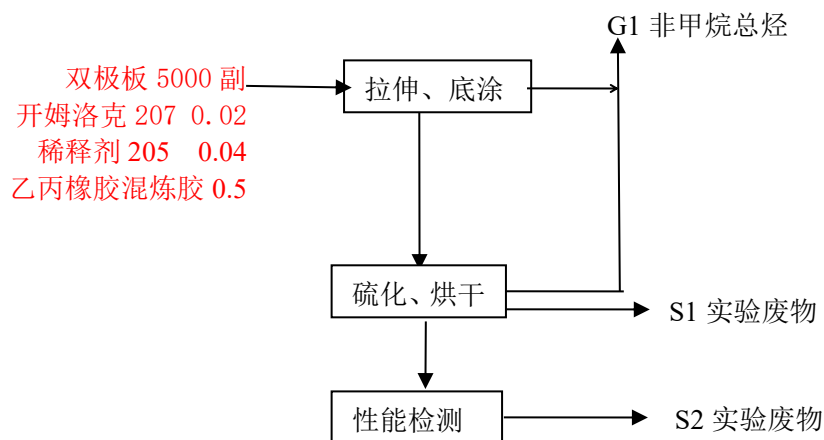 G1 非甲烷总烃
双极板 5000 副
拉伸、底涂
开姆洛克 207 0.02
稀释剂 205 0.04
乙丙橡胶混炼胶 0.5
硫化、烘干
S1 实验废物
性能检测
S2 实验废物